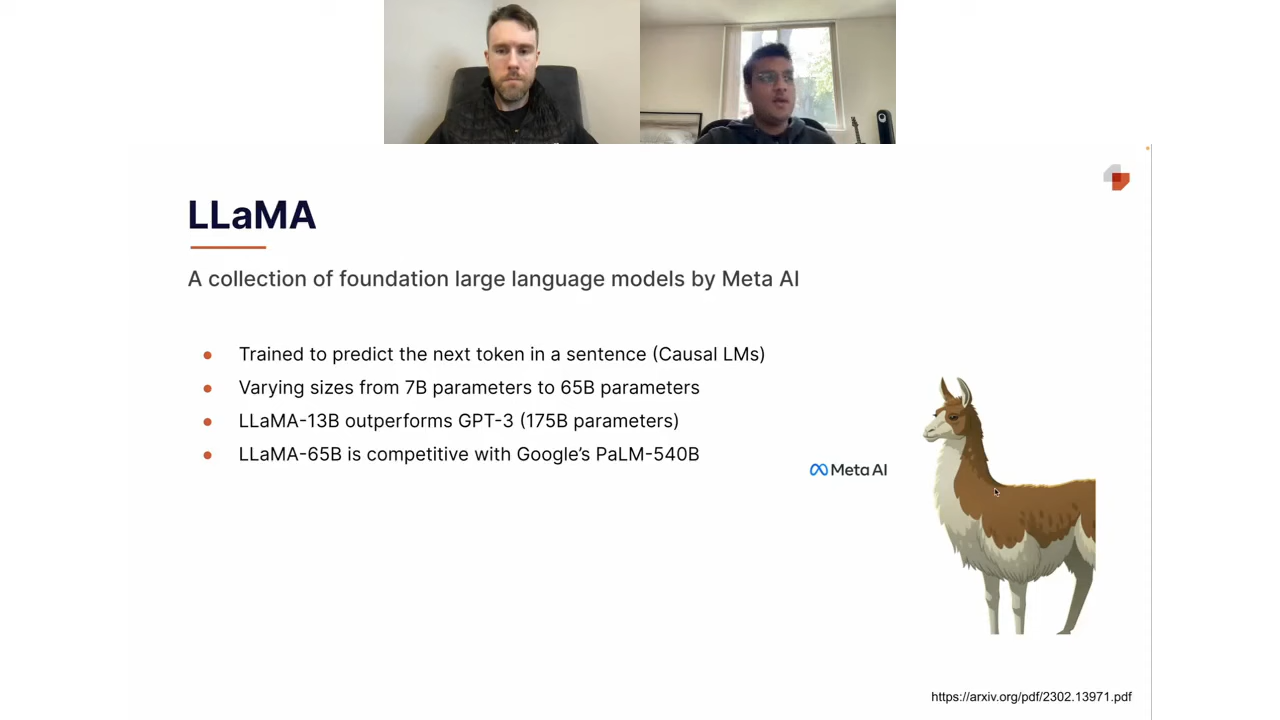 LLaMA
A collection of foundation large language models by Meta AI
Trained to predict the next token in a sentence (Causal LMs)
Varying sizes from 7B parameters to 65B parameters
LLaMA-13B outperforms GPT-3 (175B parameters)
LLaMA-65B is competitive with Google’s PaLM-540B
Meta AI
https://arxiv.org/pdf/2302.13971.pdf